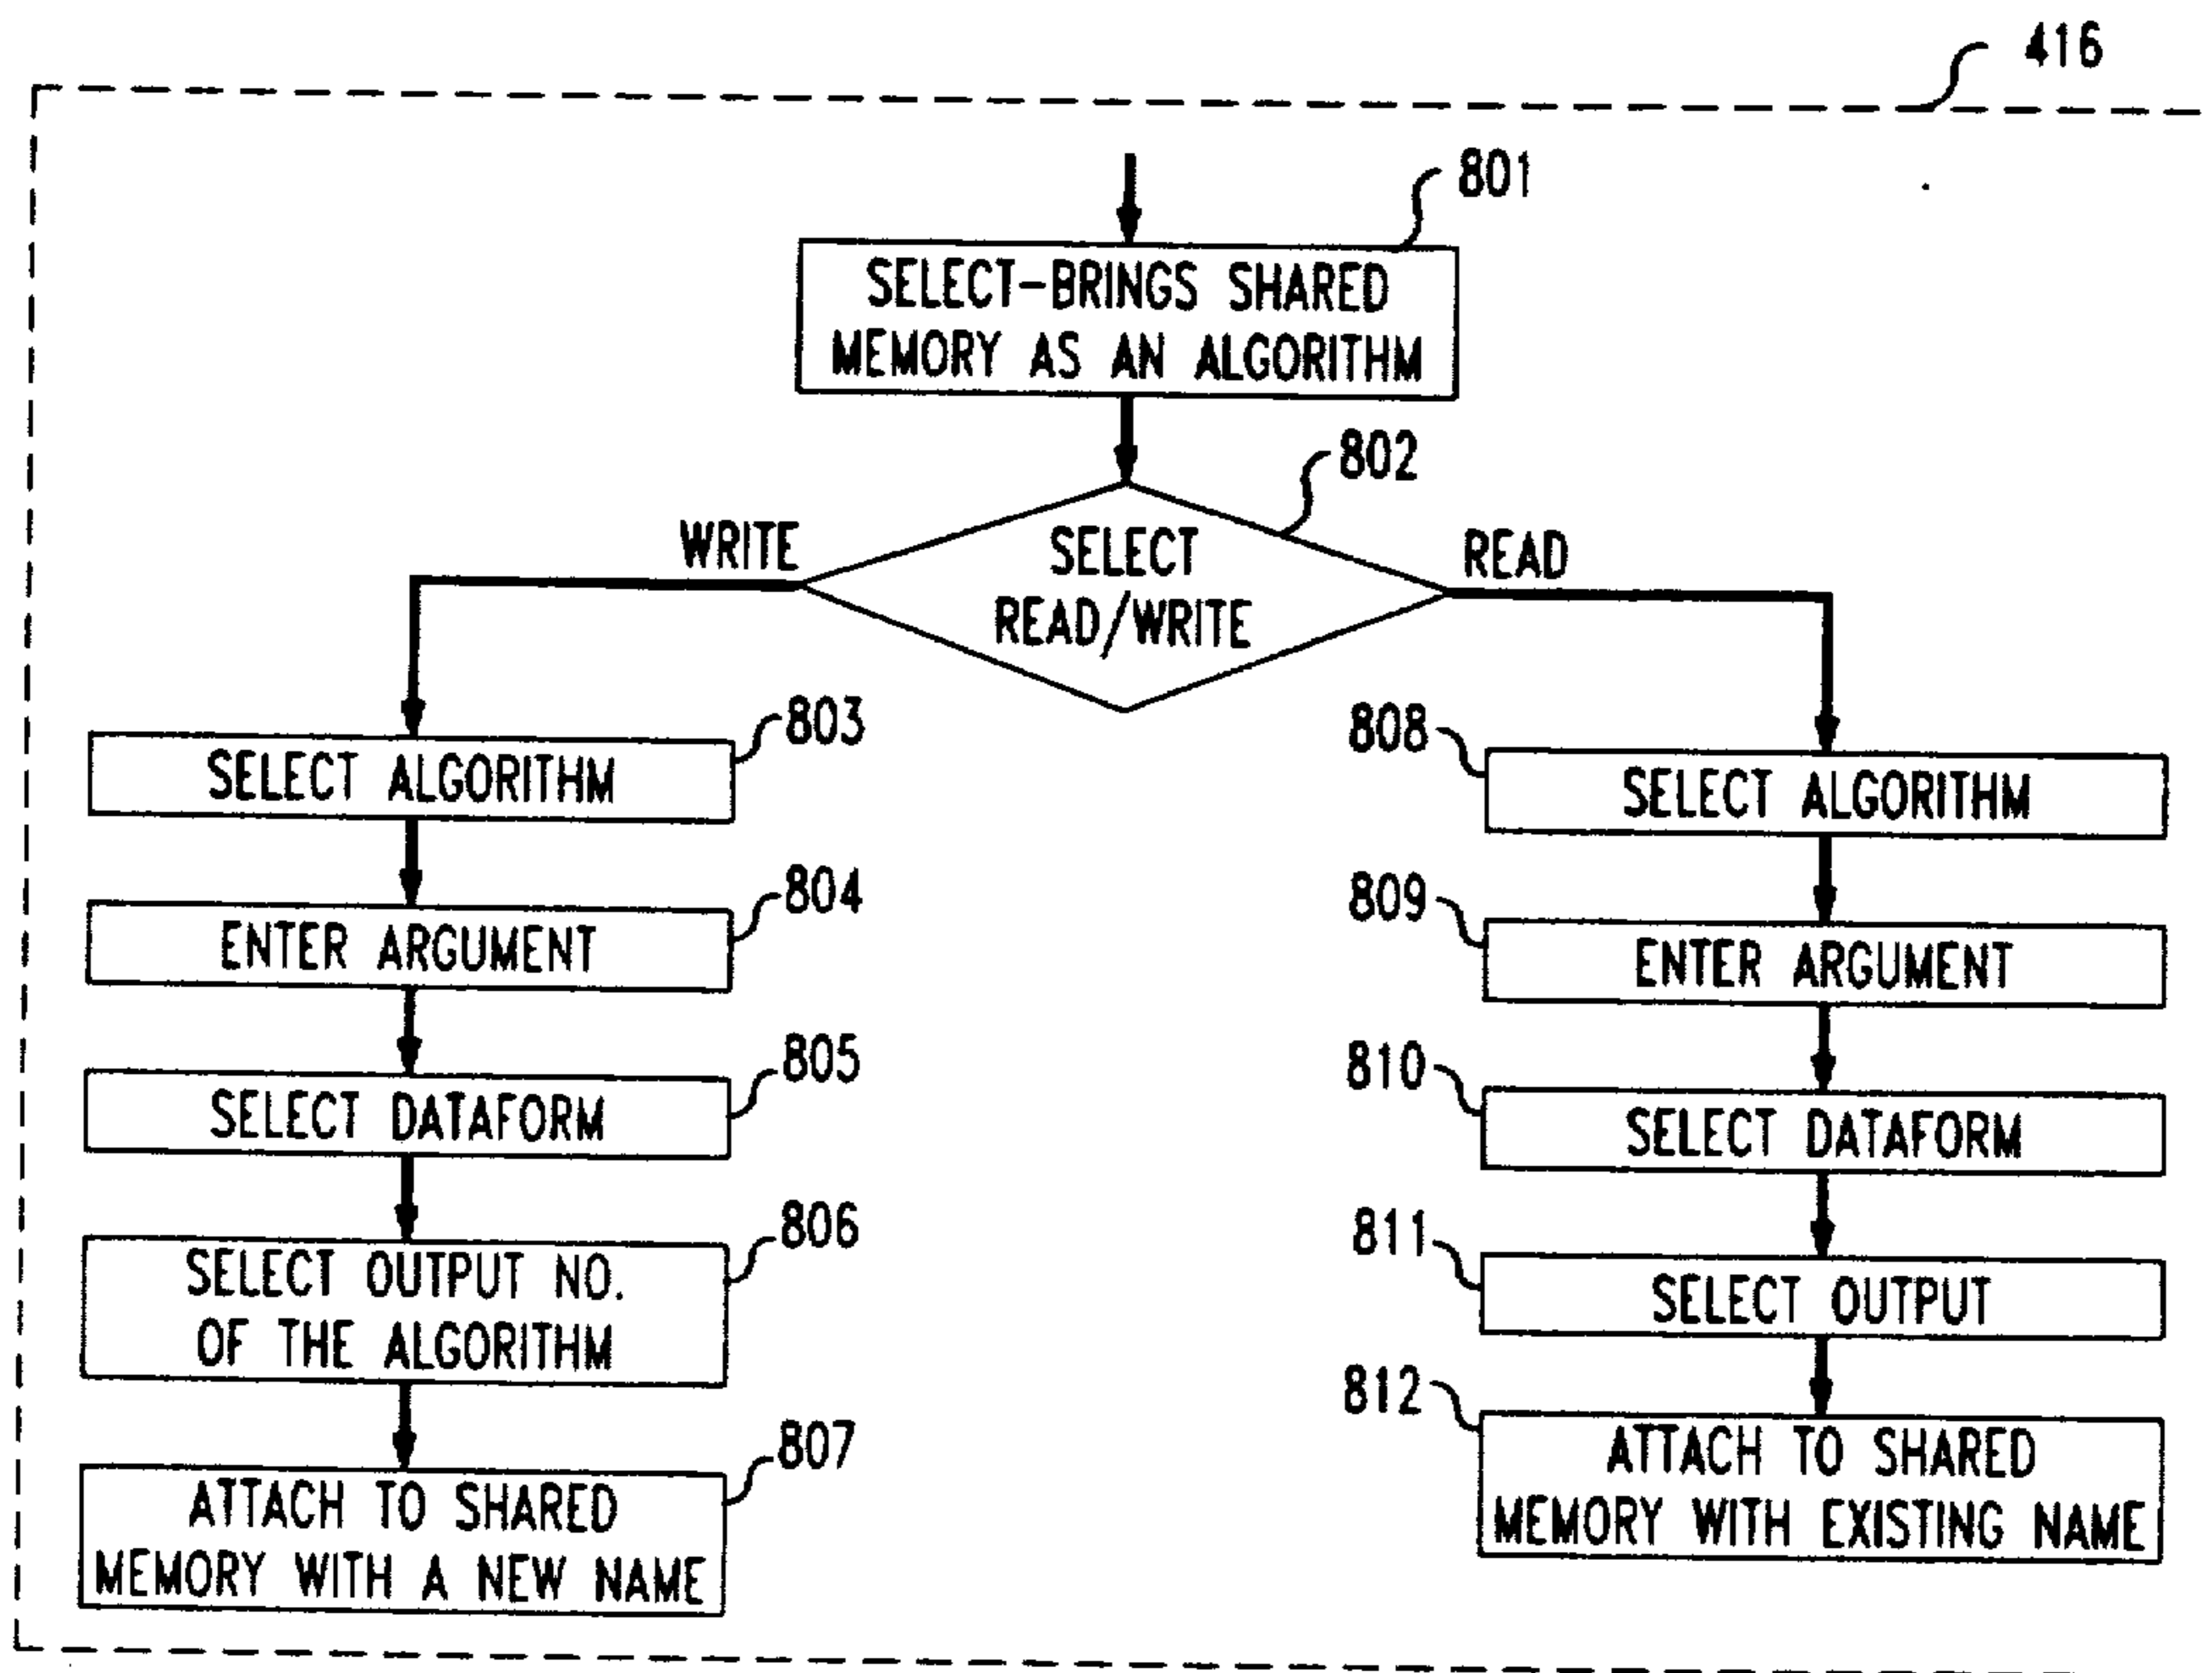 416
801
SELECT-BRINGS SHARED
MEMORY AS AN ALGORITHM
802
WRITE
SELECT
READ/WRITE
READ
803
SELECT ALGORITHM
804
ENTER ARGUMENT
805
SELECT DATAFORM
806
SELECT OUTPUT NO.
OF THE ALGORITHM
807
ATTACH TO SHARED
MEMORY WITH A NEW NAME
808
SELECT ALGORITHM
809
ENTER ARGUMENT
810
SELECT DATAFORM
811
SELECT OUTPUT
812
ATTACH TO SHARED
MEMORY WITH EXISTING NAME